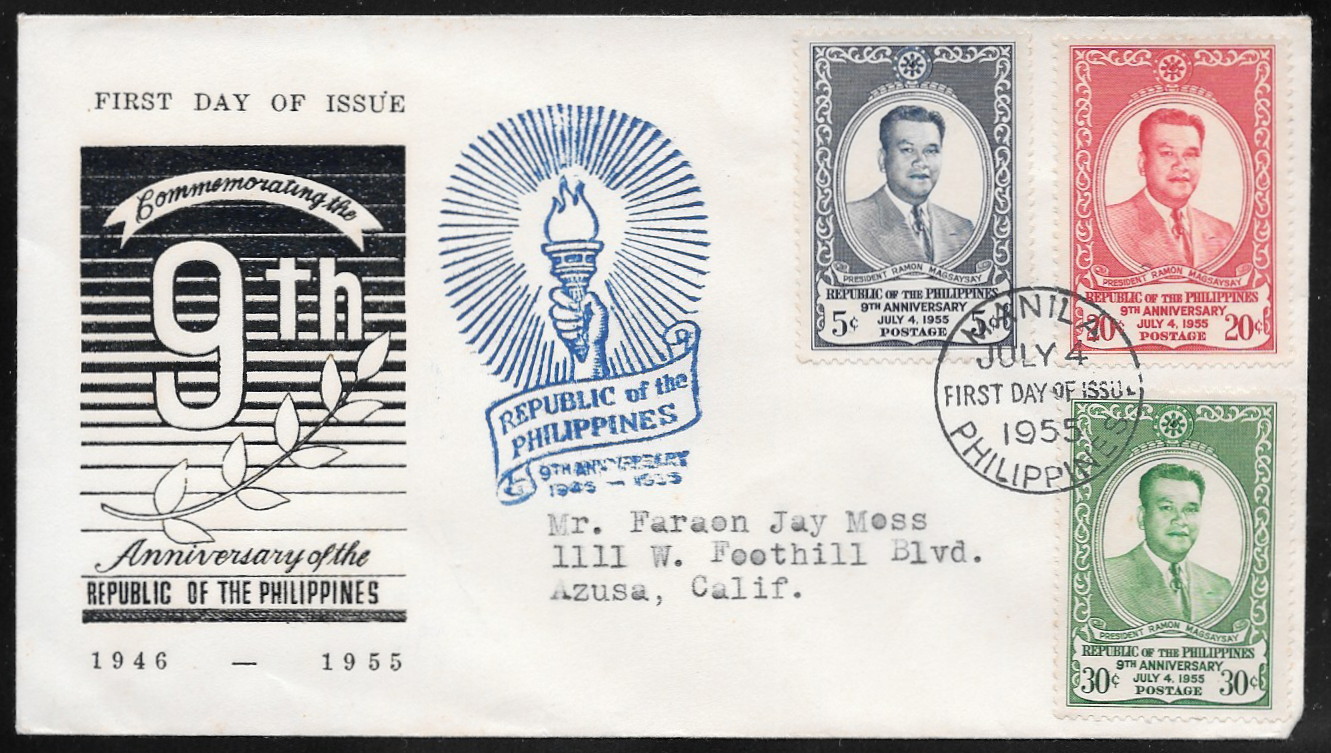 FIRST DAY OF ISSUE
Commemorating the
9th
Anniversary of the
REPUBLIC OF THE PHILIPPINES
1946 — 1955
REPUBLIC of the
PHILIPPINES
9TH ANNIVERSARY
1946 — 1955
PRESIDENT RAMON MAGSAYSAY
REPUBLIC OF THE PHILIPPINES
9TH ANNIVERSARY
JULY 4, 1955
5¢ POSTAGE 5¢
PRESIDENT RAMON MAGSAYSAY
REPUBLIC OF THE PHILIPPINES
9TH ANNIVERSARY
JULY 4, 1955
20¢ POSTAGE 20¢
MANILA
JULY 4
FIRST DAY OF ISSUE
1955
PHILIPPINES
PRESIDENT RAMON MAGSAYSAY
REPUBLIC OF THE PHILIPPINES
9TH ANNIVERSARY
JULY 4, 1955
30¢ POSTAGE 30¢
Mr. Faraon Jay Moss
1111 W. Foothill Blvd.
Azusa, Calif.